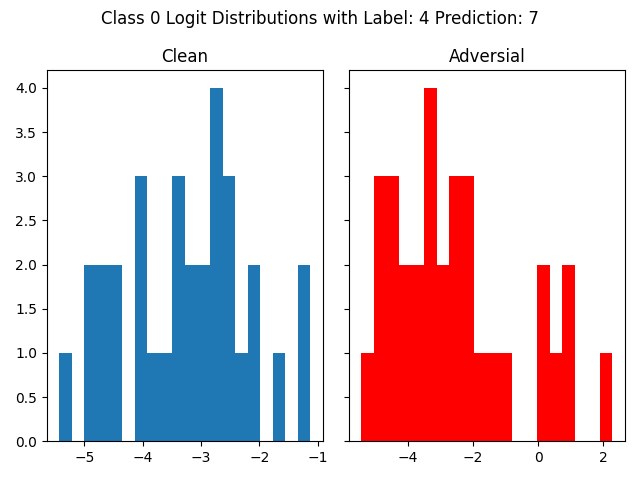 Class 0 Logit Distributions with Label: 4 Prediction: 7
Clean
Adversial
4.0
3.5
3.0
2.5
2.0
1.5
1.0
0.5
0.0
−5 −4 −3 −2 −1
−4 −2 0 2